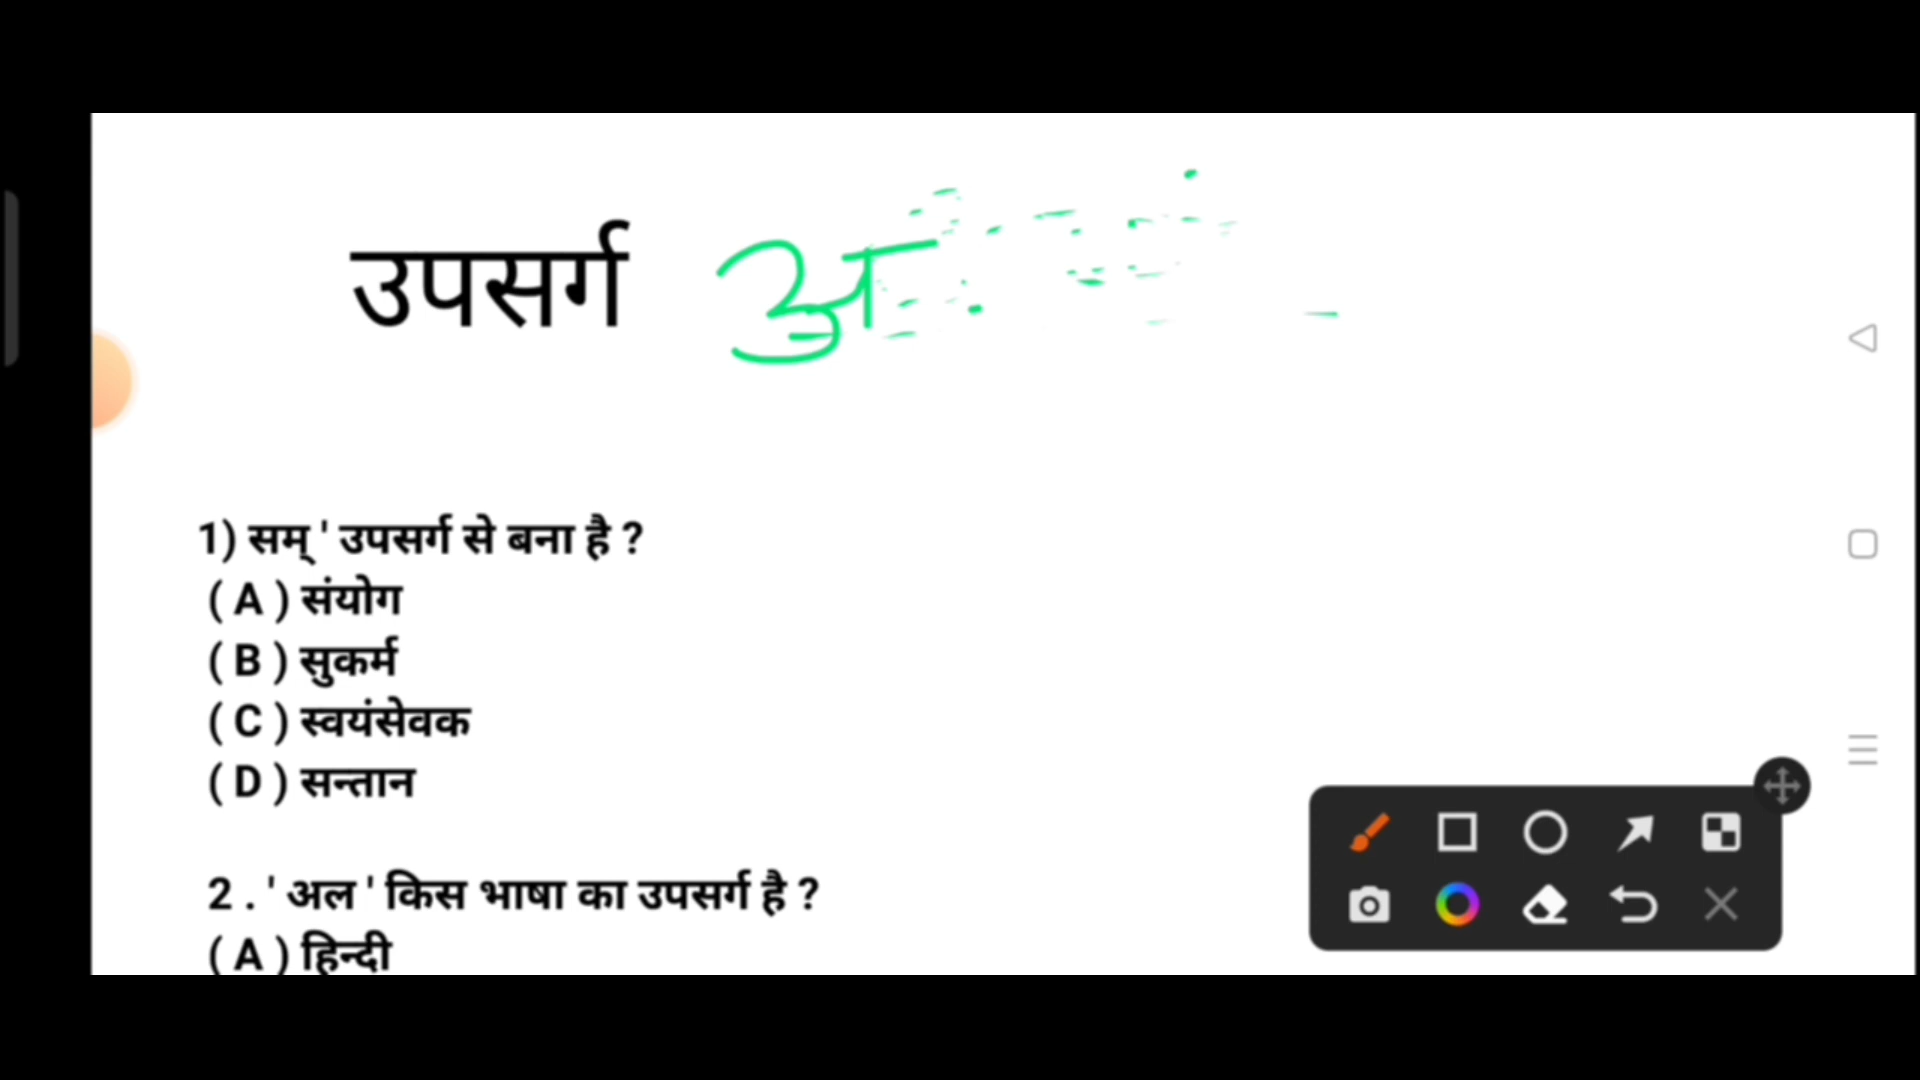 उपसर्ग अ
1) सम् ' उपसर्ग से बना है ?
( A ) संयोग
( B ) सुकर्म
( C ) स्वयंसेवक
( D ) सन्तान
2 . ' अल ' किस भाषा का उपसर्ग है ?
( A ) हिन्दी